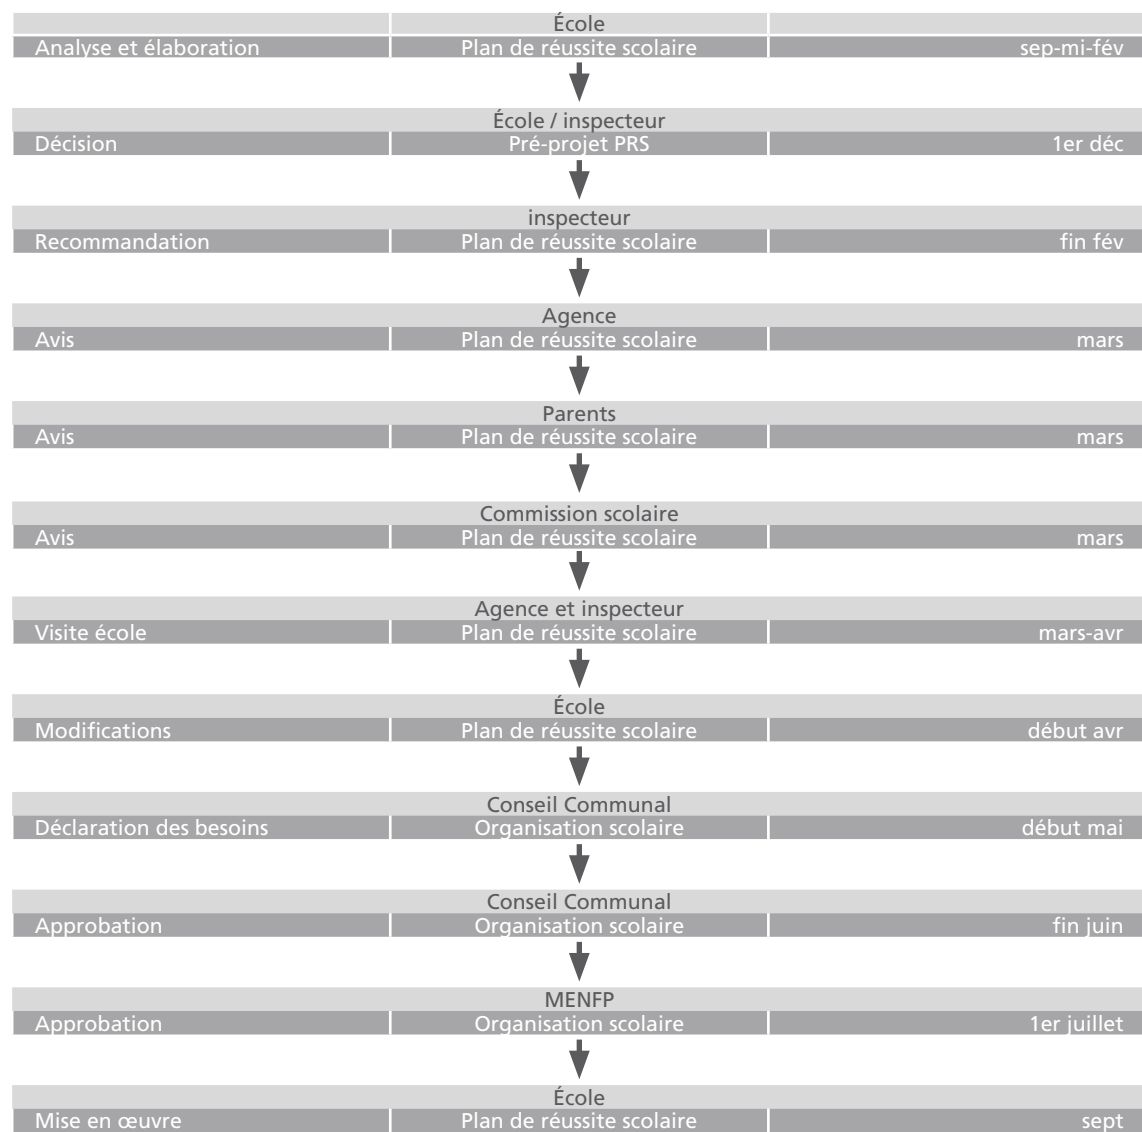 École
Analyse et élaboration Plan de réussite scolaire sep-mi-fév
École / inspecteur
Décision Pré-projet PRS 1er déc
inspecteur
Recommandation Plan de réussite scolaire fin fév
Agence
Avis Plan de réussite scolaire mars
Parents
Avis Plan de réussite scolaire mars
Commission scolaire
Avis Plan de réussite scolaire mars
Agence et inspecteur
Visite école Plan de réussite scolaire mars-avr
École
Modifications Plan de réussite scolaire début avr
Conseil Communal
Déclaration des besoins Organisation scolaire début mai
Conseil Communal
Approbation Organisation scolaire fin juin
MENFP
Approbation Organisation scolaire 1er juillet
École
Mise en œuvre Plan de réussite scolaire sept